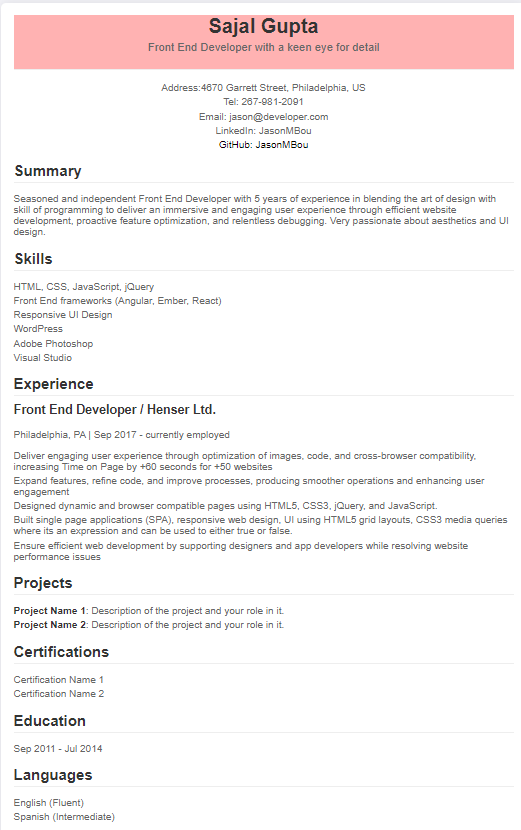 Sajal Gupta
Front End Developer with a keen eye for detail
Address:4670 Garrett Street, Philadelphia, US
Tel: 267-981-2091
Email: jason@developer.com
LinkedIn: JasonMBou
GitHub: JasonMBou
Summary
Seasoned and independent Front End Developer with 5 years of experience in blending the art of design with
skill of programming to deliver an immersive and engaging user experience through efficient website
development, proactive feature optimization, and relentless debugging. Very passionate about aesthetics and UI
design.
Skills
HTML, CSS, JavaScript, jQuery
Front End frameworks (Angular, Ember, React)
Responsive UI Design
WordPress
Adobe Photoshop
Visual Studio
Experience
Front End Developer / Henser Ltd.
Philadelphia, PA | Sep 2017 - currently employed
Deliver engaging user experience through optimization of images, code, and cross-browser compatibility,
increasing Time on Page by +60 seconds for +50 websites
Expand features, refine code, and improve processes, producing smoother operations and enhancing user
engagement
Designed dynamic and browser compatible pages using HTML5, CSS3, jQuery, and JavaScript.
Built single page applications (SPA), responsive web design, UI using HTML5 grid layouts, CSS3 media queries
where its an expression and can be used to either true or false.
Ensure efficient web development by supporting designers and app developers while resolving website
performance issues
Projects
Project Name 1: Description of the project and your role in it.
Project Name 2: Description of the project and your role in it.
Certifications
Certification Name 1
Certification Name 2
Education
Sep 2011 - Jul 2014
Languages
English (Fluent)
Spanish (Intermediate)